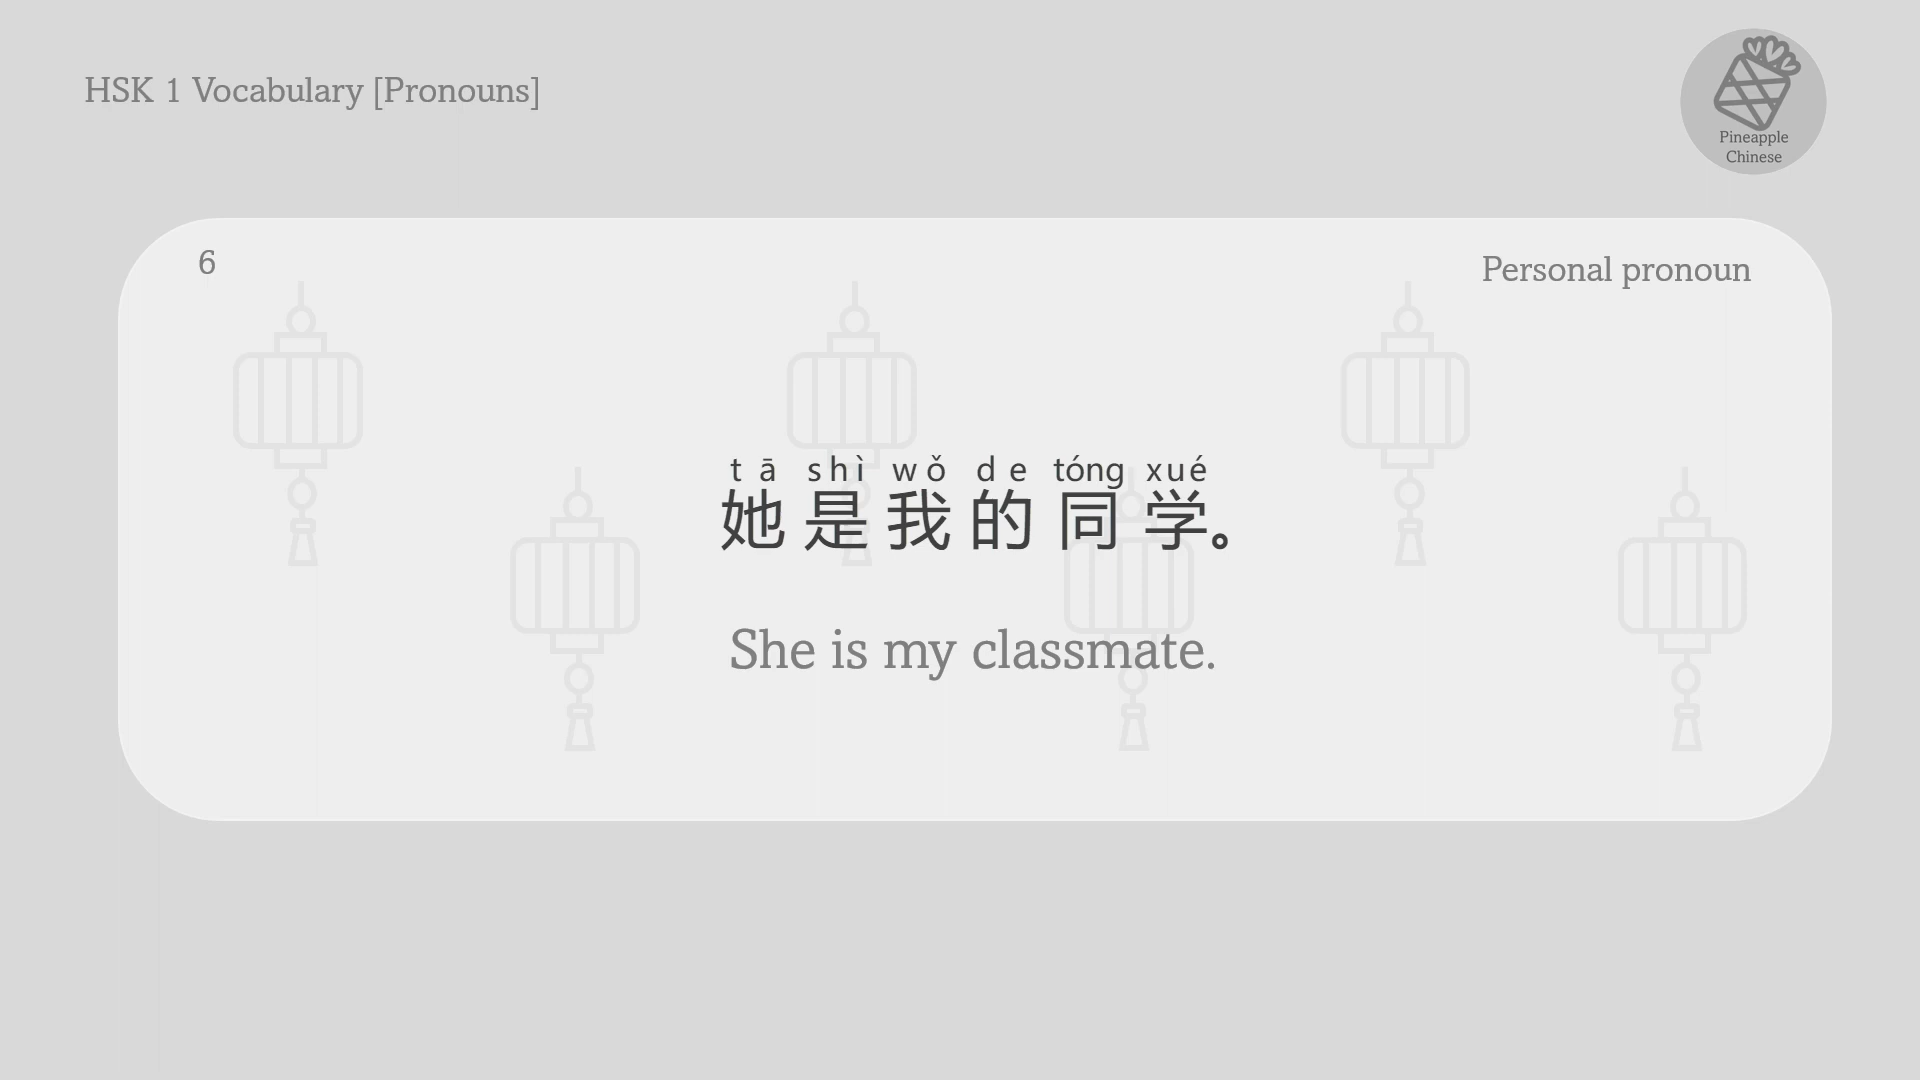 HSK 1 Vocabulary [Pronouns]
Pineapple
Chinese
6
Personal pronoun
tā shì wǒ de tóng xué
她是我的同学。
She is my classmate.